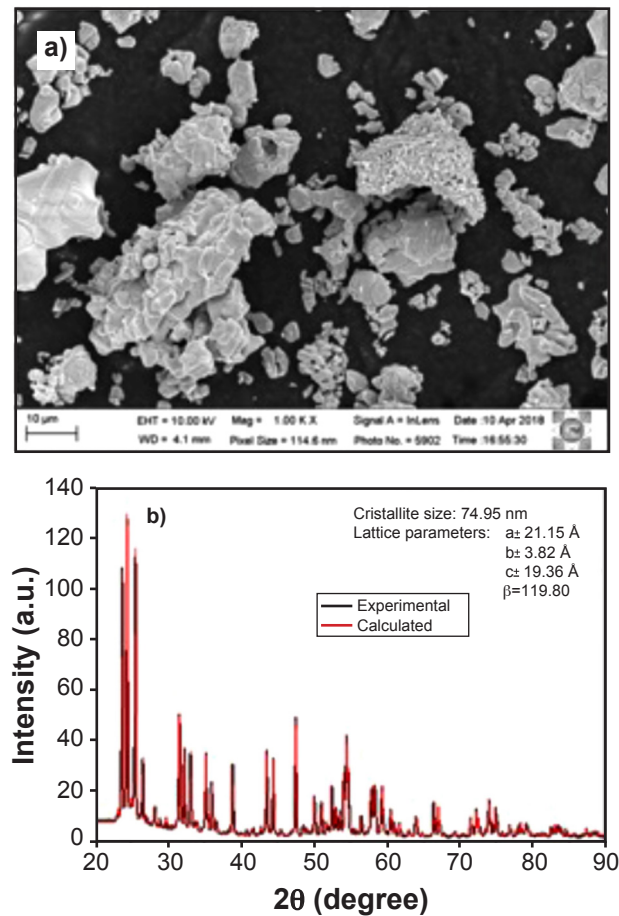 a)
10 µm
EHT = 10.00 kV Mag = 1.00 K X Signal A = InLens Date :10 Apr 2018
WD = 4.1 mm Pixel Size = 114.6 nm Photo No. = 5902 Time :16:55:30
b)
Cristallite size: 74.95 nm
Lattice parameters: a± 21.15 Å
b± 3.82 Å
c± 19.36 Å
β=119.80
Experimental
Calculated
Intensity (a.u.)
140
120
100
80
60
40
20
0
20 30 40 50 60 70 80 90
2θ (degree)